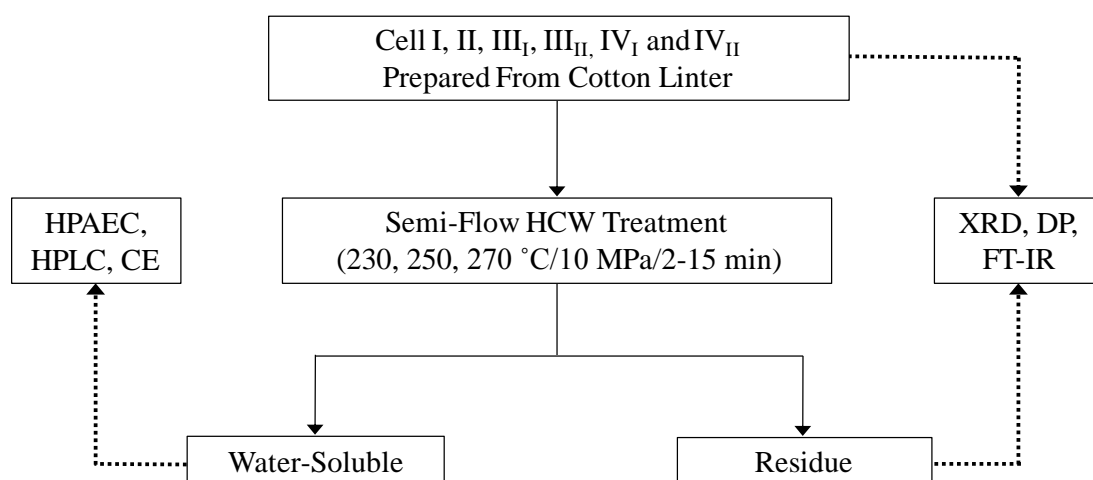 Cell I, II, III_I, III_II, IV_I and IV_II
Prepared From Cotton Linter
HPAEC,
HPLC, CE
Semi-Flow HCW Treatment
(230, 250, 270 ˚C/10 MPa/2-15 min)
XRD, DP,
FT-IR
Water-Soluble
Residue